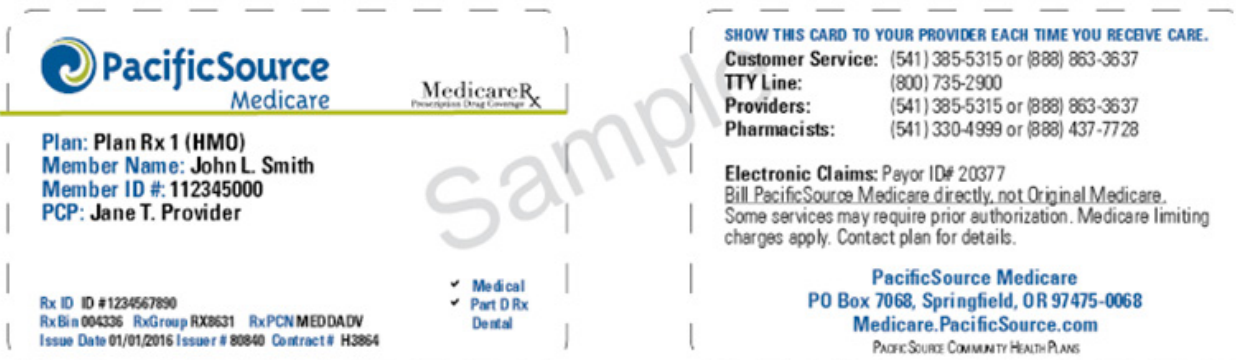 PacificSource
Medicare
MedicareRx
Prescription Drug Coverage
Plan: Plan Rx 1 (HMO)
Member Name: John L. Smith
Member ID #: 112345000
PCP: Jane T. Provider
✓ Medical
✓ Part D Rx
Dental
Rx ID ID #1234567890
RxBin 004336 RxGroup RX8631 RxPCN MEDDADV
Issue Date 01/01/2016 Issuer # 80840 Contract # H3864
Sample
SHOW THIS CARD TO YOUR PROVIDER EACH TIME YOU RECEIVE CARE.
Customer Service: (541) 385-5315 or (888) 863-3637
TTY Line: (800) 735-2900
Providers: (541) 385-5315 or (888) 863-3637
Pharmacists: (541) 330-4999 or (888) 437-7728
Electronic Claims: Payor ID# 20377
Bill PacificSource Medicare directly, not Original Medicare.
Some services may require prior authorization. Medicare limiting
charges apply. Contact plan for details.
PacificSource Medicare
PO Box 7068, Springfield, OR 97475-0068
Medicare.PacificSource.com
PACIFICSOURCE COMMUNITY HEALTH PLANS